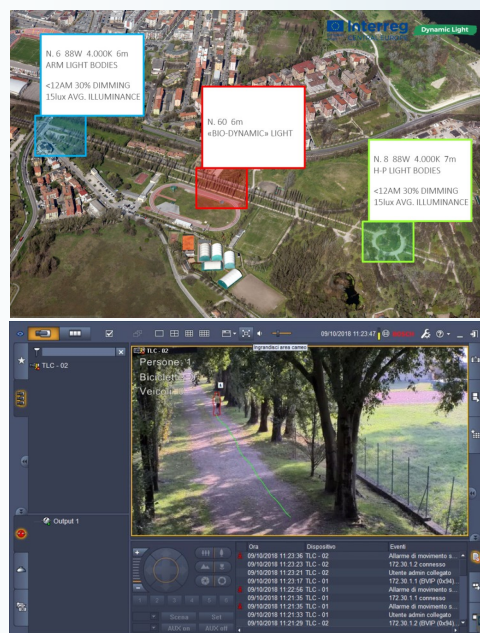 Interreg
Dynamic Light
N. 6 88W 4.000K 6m
ARM LIGHT BODIES
<12AM 30% DIMMING
15lux AVG. ILLUMINANCE
N. 60 6m
«BIO-DYNAMIC» LIGHT
N. 8 88W 4.000K 7m
H-P LIGHT BODIES
<12AM 30% DIMMING
15lux AVG. ILLUMINANCE
09/10/2018 11:23:47
Ingrandisci area cameo
TLC - 02
TLC - 02
Persone: 1
Biciclette:
Veicoli:
Output 1
Ora Dispositivo Eventi
09/10/2018 11:23:36 TLC - 02 Allarme di movimento s...
09/10/2018 11:23:23 TLC - 02 172.30.1.2 connesso
09/10/2018 11:23:21 TLC - 02 Utente admin collegato
09/10/2018 11:23:17 TLC - 01 172.30.1.1 (BVIP (0x94)...
09/10/2018 11:22:56 TLC - 01 Allarme di movimento s...
09/10/2018 11:21:35 TLC - 01 172.30.1.1 connesso
09/10/2018 11:21:35 TLC - 01 Allarme di movimento s...
09/10/2018 11:21:33 TLC - 01 Utente admin collegato
09/10/2018 11:21:29 TLC - 02 172.30.1.2 (BVIP (0x94)...
1 2 3 4 5 6
Scena Set
AUX on AUX off